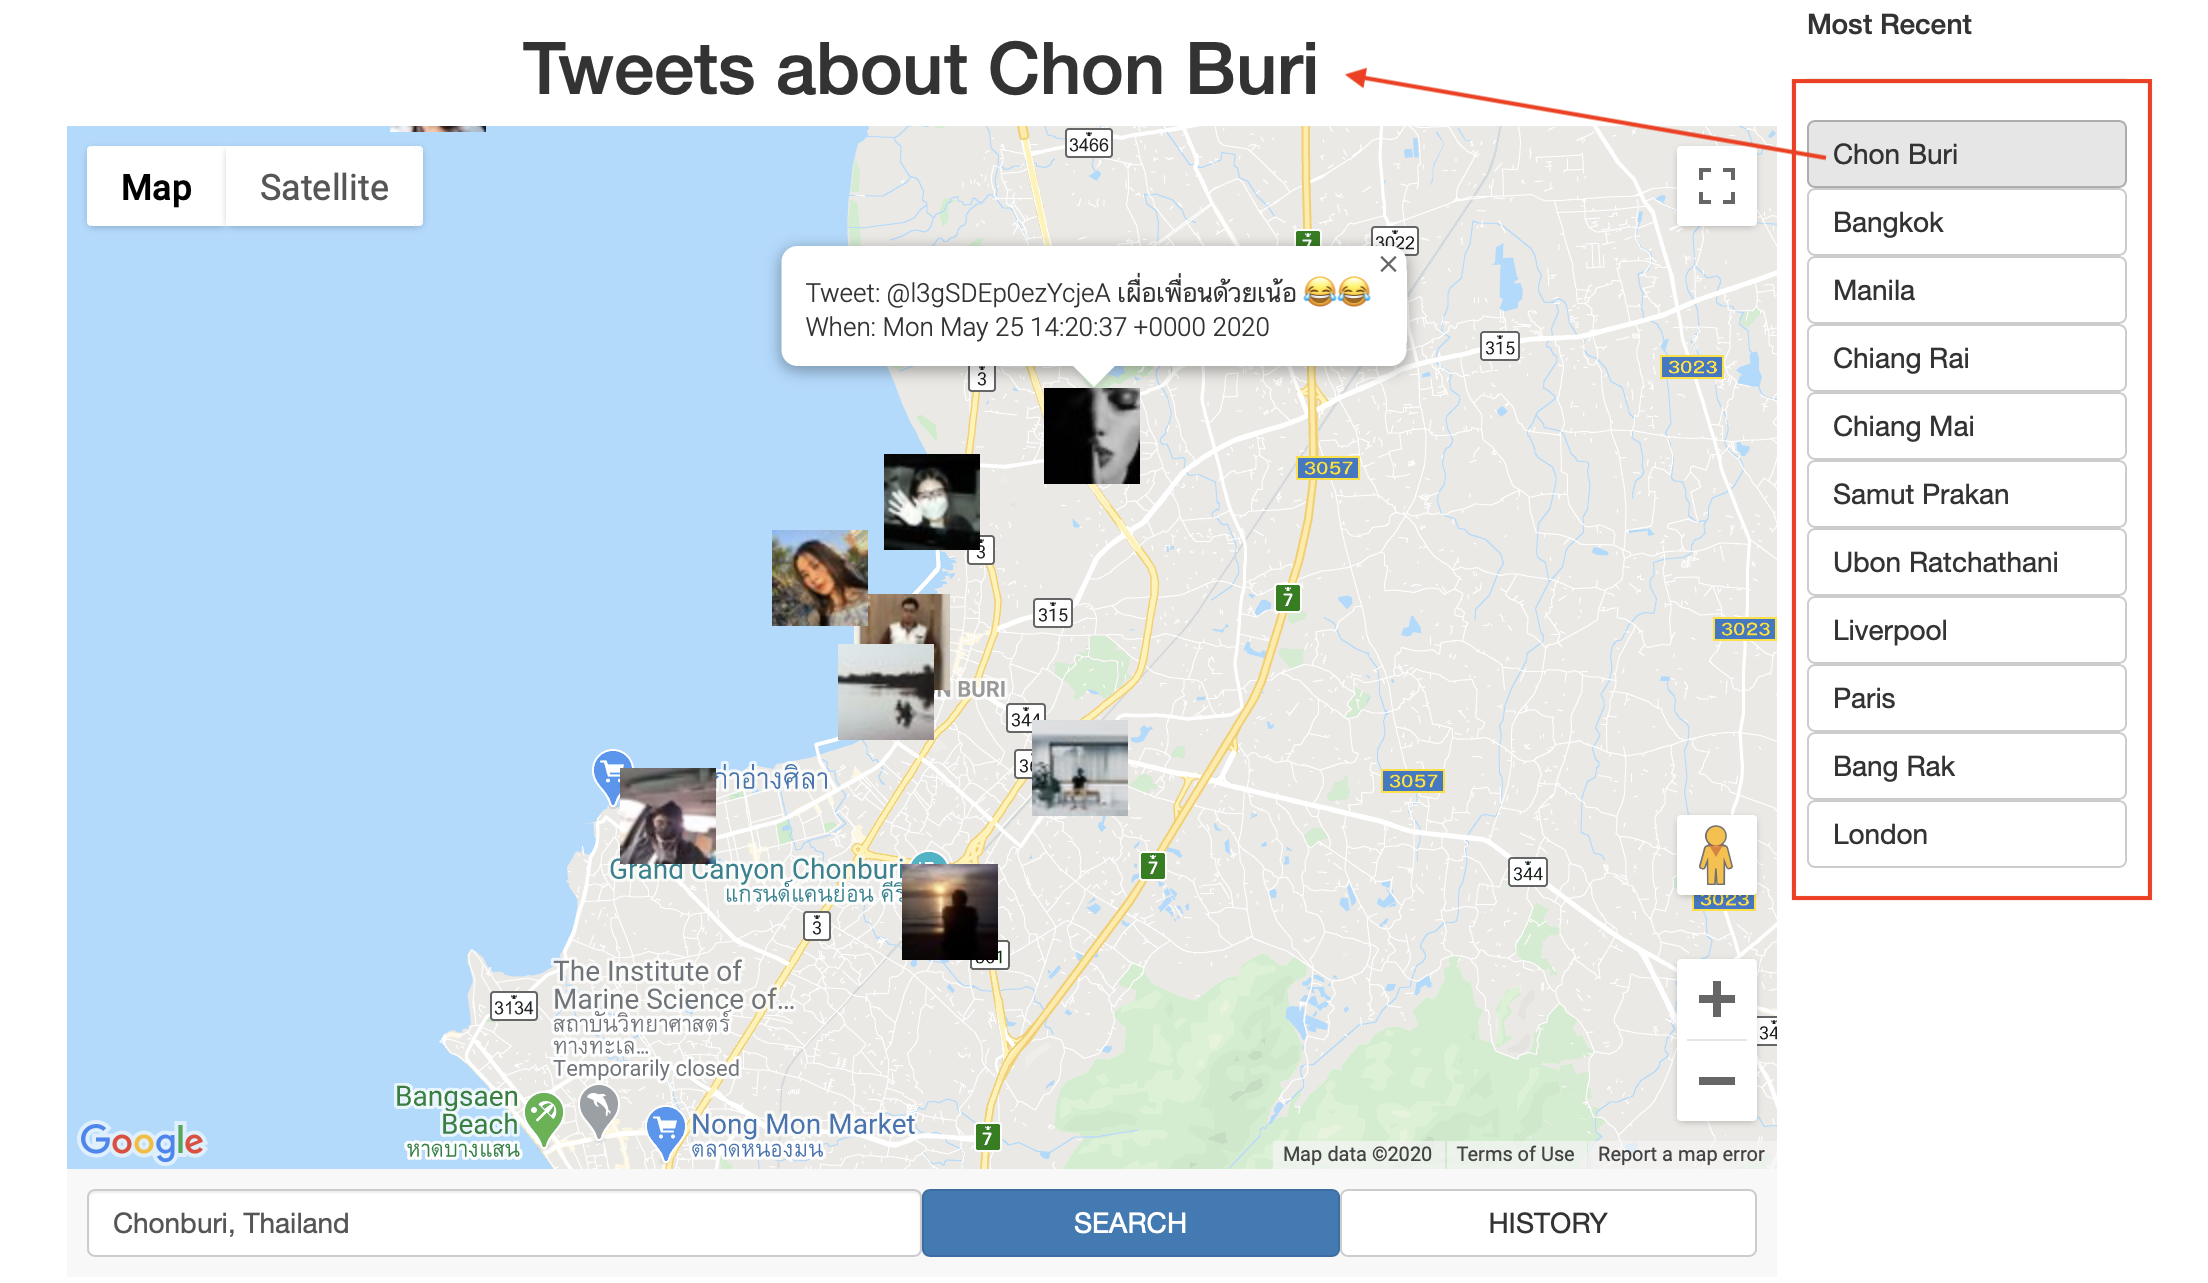 Most Recent
Tweets about Chon Buri
Map
Satellite
3466
7
3022
Tweet: @l3gSDEp0ezYcjeA เผื่อเพื่อนด้วยเน้อ 😂😂
When: Mon May 25 14:20:37 +0000 2020
315
3023
3
3057
3
7
315
3023
N BURI
344
3057
ก่าอ่างศิลา
7
344
3023
Grand Canyon Chonburi
แกรนด์แคนย่อน คีรี
3
The Institute of
Marine Science of...
สถาบันวิทยาศาสตร์
ทางทะเล...
Temporarily closed
3134
34
Bangsaen
Beach
หาดบางแสน
Nong Mon Market
ตลาดหนองมน
7
Google
Map data ©2020
Terms of Use
Report a map error
Chonburi, Thailand
SEARCH
HISTORY
Chon Buri
Bangkok
Manila
Chiang Rai
Chiang Mai
Samut Prakan
Ubon Ratchathani
Liverpool
Paris
Bang Rak
London